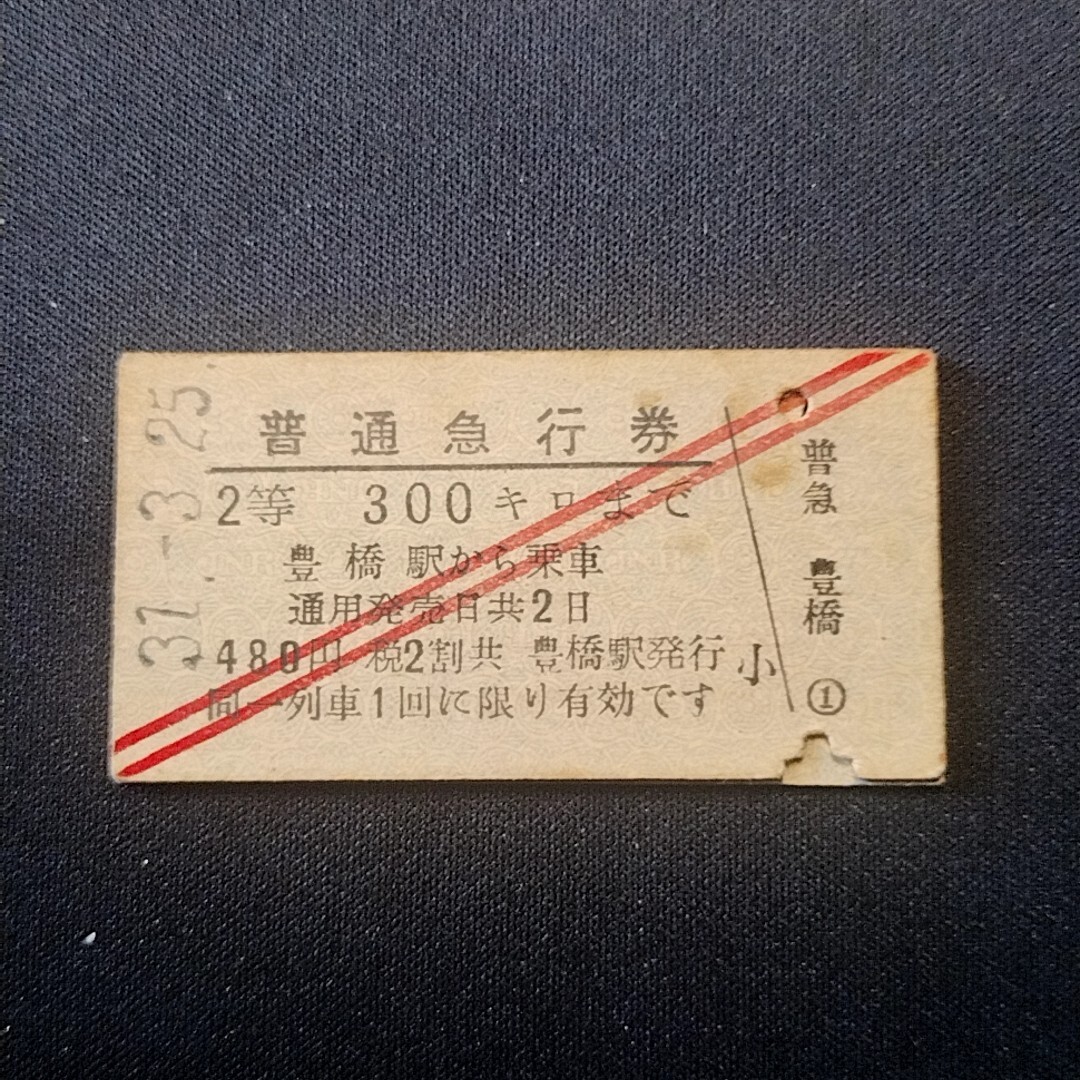 31.-3.25.
普通急行券
2等 300キロまで
豊橋駅から乗車
通用発売日共2日
480円 税2割共 豊橋駅発行
同一列車1回に限り有効です
小
普急
豊橋
①